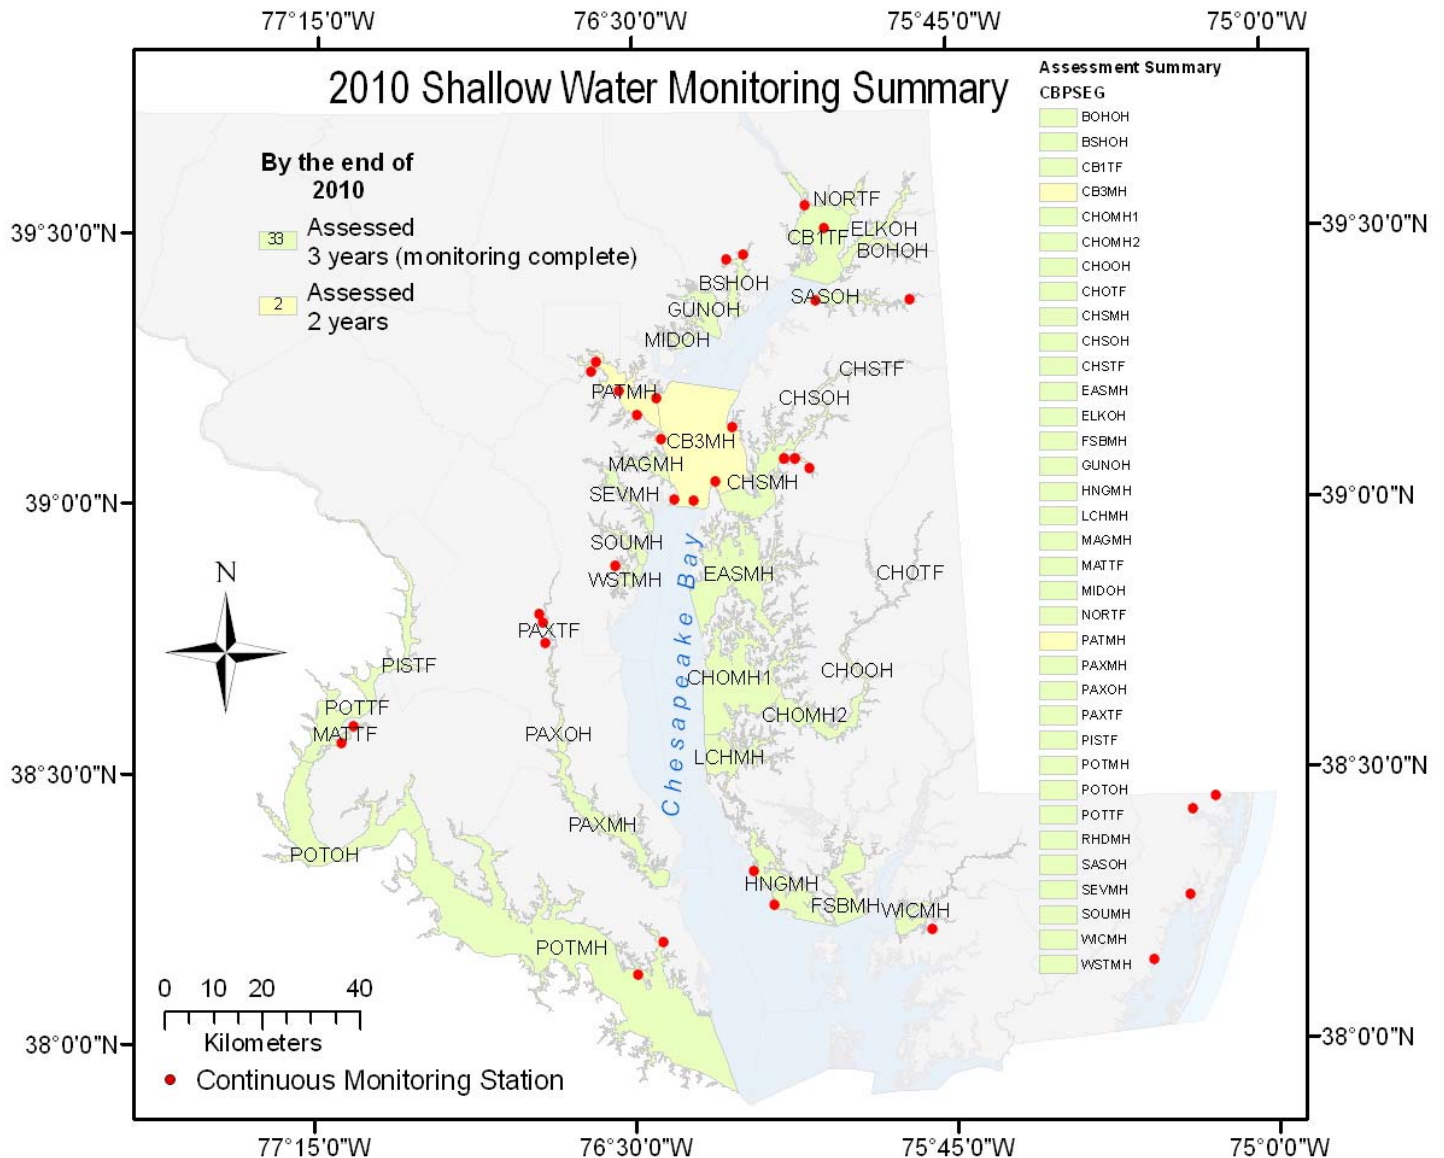 77°15'0"W 76°30'0"W 75°45'0"W 75°0'0"W
2010 Shallow Water Monitoring Summary
Assessment Summary
CBPSEG
BOHOH
BSHOH
CB1TF
CB3MH
CHOMH1
CHOMH2
CHOOH
CHOTF
CHSMH
CHSOH
CHSTF
EASMH
ELKOH
FSBMH
GUNOH
HNGMH
LCHMH
MAGMH
MATTF
MIDOH
NORTF
PATMH
PAXMH
PAXOH
PAXTF
PISTF
POTMH
POTOH
POTTF
RHDMH
SASOH
SEVMH
SOUMH
WICMH
WSTMH
By the end of
2010
33 Assessed
3 years (monitoring complete)
2 Assessed
2 years
39°30'0"N 39°30'0"N
39°0'0"N 39°0'0"N
38°30'0"N 38°30'0"N
38°0'0"N 38°0'0"N
NORTF
CB1TF ELKOH
BOHOH
BSHOH
SASOH
GUNOH
MIDOH
CHSTF
PATMH
CHSOH
CB3MH
MAGMH
CHSMH
SEVMH
SOUMH
WSTMH
EASMH
CHOTF
Chesapeake Bay
N
PAXTF
PISTF
CHOMH1
CHOOH
POTTF
CHOMH2
MATTF
PAXOH
LCHMH
PAXMH
POTOH
HNGMH
FSBMH
WICMH
POTMH
0 10 20 40
Kilometers
Continuous Monitoring Station
77°15'0"W 76°30'0"W 75°45'0"W 75°0'0"W